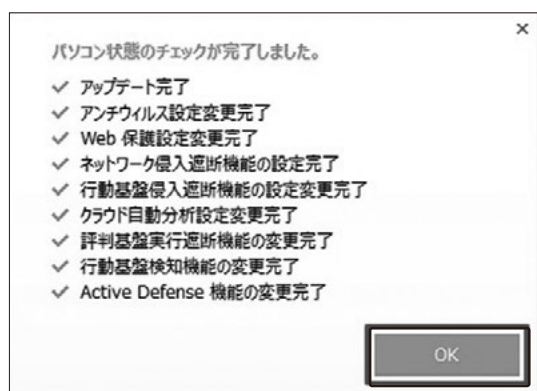 パソコン状態のチェックが完了しました。
アップデート完了
アンチウィルス設定変更完了
Web 保護設定変更完了
ネットワーク侵入遮断機能の設定完了
行動基盤侵入遮断機能の設定変更完了
クラウド自動分析設定変更完了
評判基盤実行遮断機能の変更完了
行動基盤検知機能の変更完了
Active Defense 機能の変更完了
OK